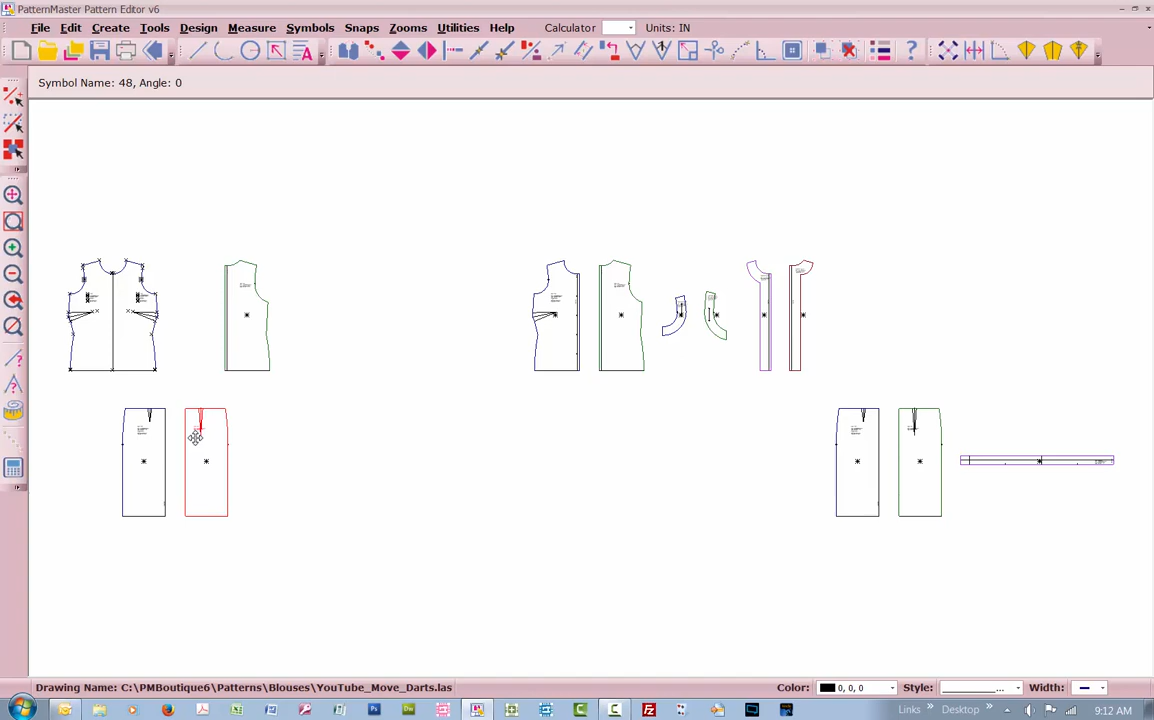 PatternMaster Pattern Editor v6
File Edit Create Tools Design Measure Symbols Snaps Zooms Utilities Help Calculator Units: IN
Symbol Name: 48, Angle: 0
Drawing Name: C:\PMBoutique6\Patterns\Blouses\YouTube_Move_Darts.las Color: 0, 0, 0 Style: ... Width:
Links » Desktop » 9:12 AM